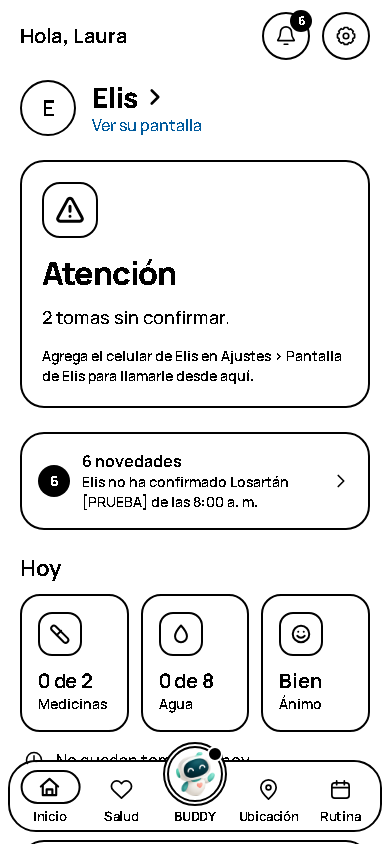 Hola, Laura
6
E
Elis
Ver su pantalla
Atención
2 tomas sin confirmar.
Agrega el celular de Elis en Ajustes > Pantalla
de Elis para llamarle desde aquí.
6
6 novedades
Elis no ha confirmado Losartán
[PRUEBA] de las 8:00 a. m.
Hoy
0 de 2
Medicinas
0 de 8
Agua
Bien
Ánimo
No quedan
Inicio
Salud
BUDDY
Ubicación
Rutina